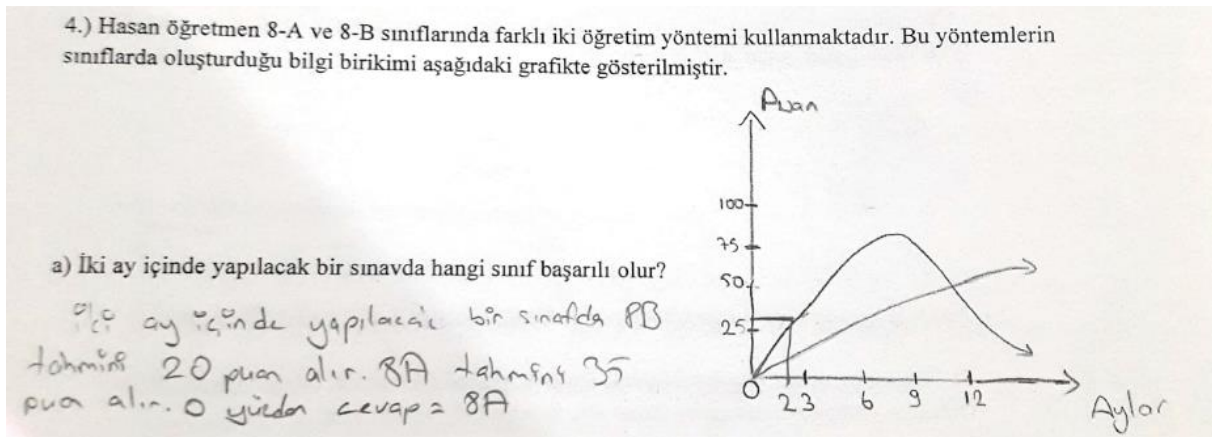 4.) Hasan öğretmen 8-A ve 8-B sınıflarında farklı iki öğretim yöntemi kullanmaktadır. Bu yöntemlerin
sınıflarda oluşturduğu bilgi birikimi aşağıdaki grafikte gösterilmiştir.
Puan
100
75
50
25
0 2 3 6 9 12
Aylar
a) İki ay içinde yapılacak bir sınavda hangi sınıf başarılı olur?
iki ay içinde yapılacak bir sınafda 8B
tahmini 20 puan alır. 8A tahmini 35
puan alır. O yüzden cevap = 8A